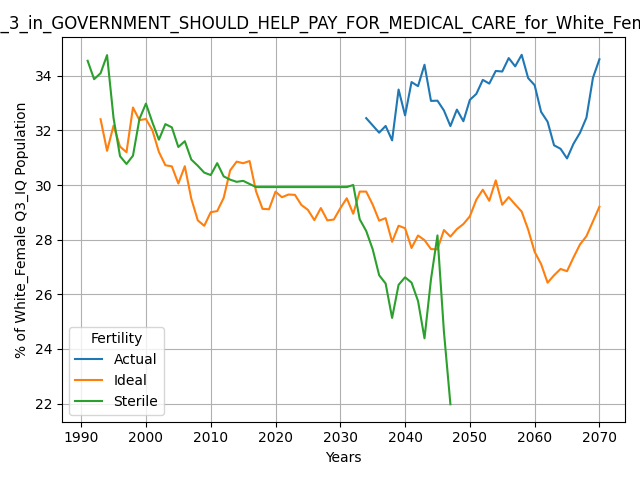 _3_in_GOVERNMENT_SHOULD_HELP_PAY_FOR_MEDICAL_CARE_for_White_Fem
% of White_Female Q3_IQ Population
34
32
30
28
26
24
22
Fertility
Actual
Ideal
Sterile
1990 2000 2010 2020 2030 2040 2050 2060 2070
Years